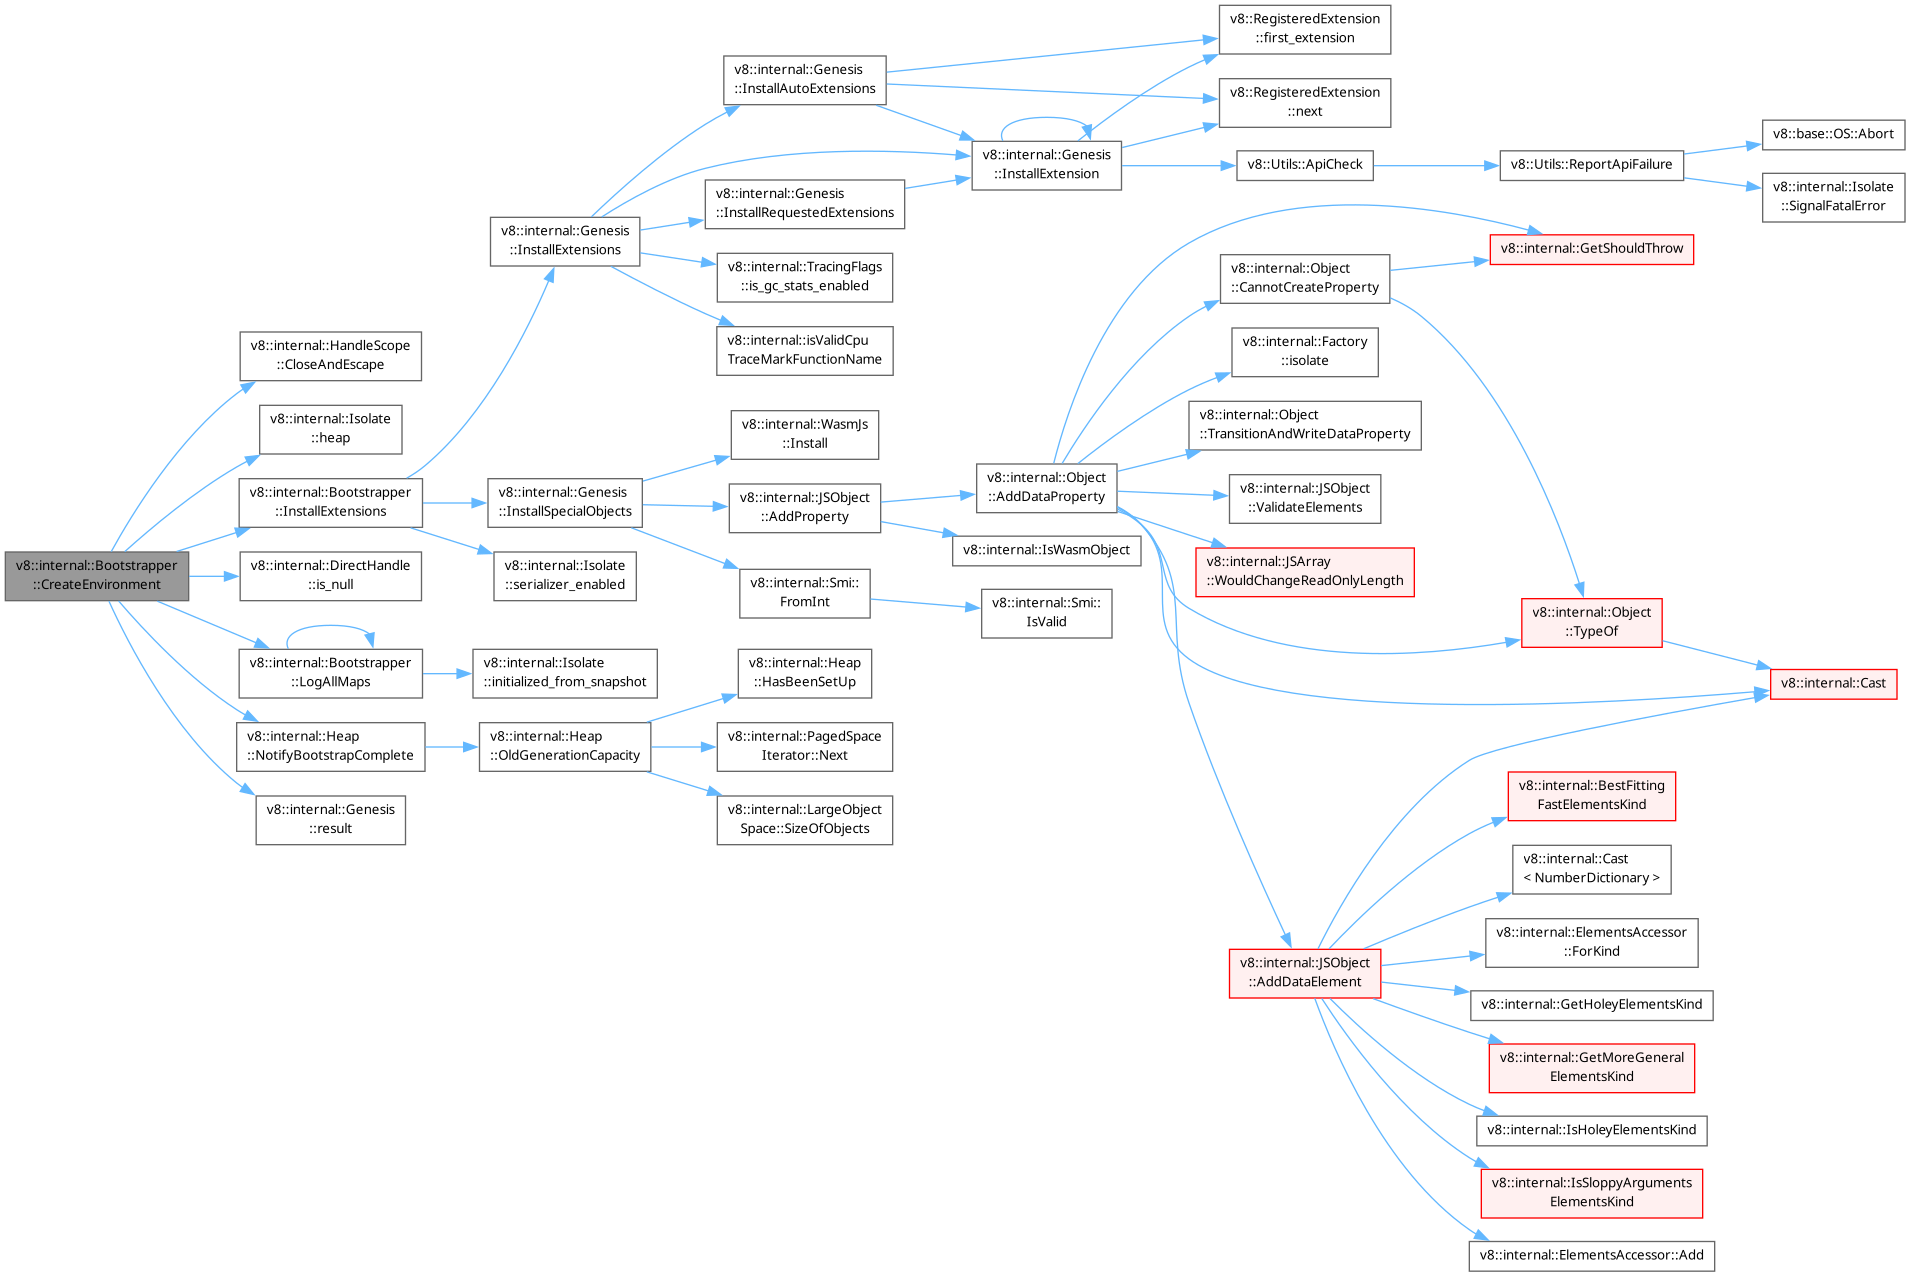 v8::internal::Bootstrapper
::CreateEnvironment
v8::internal::HandleScope
::CloseAndEscape
v8::internal::Isolate
::heap
v8::internal::Bootstrapper
::InstallExtensions
v8::internal::DirectHandle
::is_null
v8::internal::Bootstrapper
::LogAllMaps
v8::internal::Heap
::NotifyBootstrapComplete
v8::internal::Genesis
::result
v8::internal::Genesis
::InstallExtensions
v8::internal::Genesis
::InstallSpecialObjects
v8::internal::Isolate
::serializer_enabled
v8::internal::Isolate
::initialized_from_snapshot
v8::internal::Heap
::OldGenerationCapacity
v8::internal::Genesis
::InstallAutoExtensions
v8::internal::Genesis
::InstallRequestedExtensions
v8::internal::TracingFlags
::is_gc_stats_enabled
v8::internal::isValidCpu
TraceMarkFunctionName
v8::internal::WasmJs
::Install
v8::internal::JSObject
::AddProperty
v8::internal::Smi::
FromInt
v8::internal::Heap
::HasBeenSetUp
v8::internal::PagedSpace
Iterator::Next
v8::internal::LargeObject
Space::SizeOfObjects
v8::internal::Genesis
::InstallExtension
v8::internal::Object
::AddDataProperty
v8::internal::IsWasmObject
v8::internal::Smi::
IsValid
v8::RegisteredExtension
::first_extension
v8::RegisteredExtension
::next
v8::Utils::ApiCheck
v8::internal::Object
::CannotCreateProperty
v8::internal::Factory
::isolate
v8::internal::Object
::TransitionAndWriteDataProperty
v8::internal::JSObject
::ValidateElements
v8::internal::JSArray
::WouldChangeReadOnlyLength
v8::internal::JSObject
::AddDataElement
v8::Utils::ReportApiFailure
v8::internal::GetShouldThrow
v8::internal::Object
::TypeOf
v8::internal::BestFitting
FastElementsKind
v8::internal::Cast
< NumberDictionary >
v8::internal::ElementsAccessor
::ForKind
v8::internal::GetHoleyElementsKind
v8::internal::GetMoreGeneral
ElementsKind
v8::internal::IsHoleyElementsKind
v8::internal::IsSloppyArguments
ElementsKind
v8::internal::ElementsAccessor::Add
v8::base::OS::Abort
v8::internal::Isolate
::SignalFatalError
v8::internal::Cast